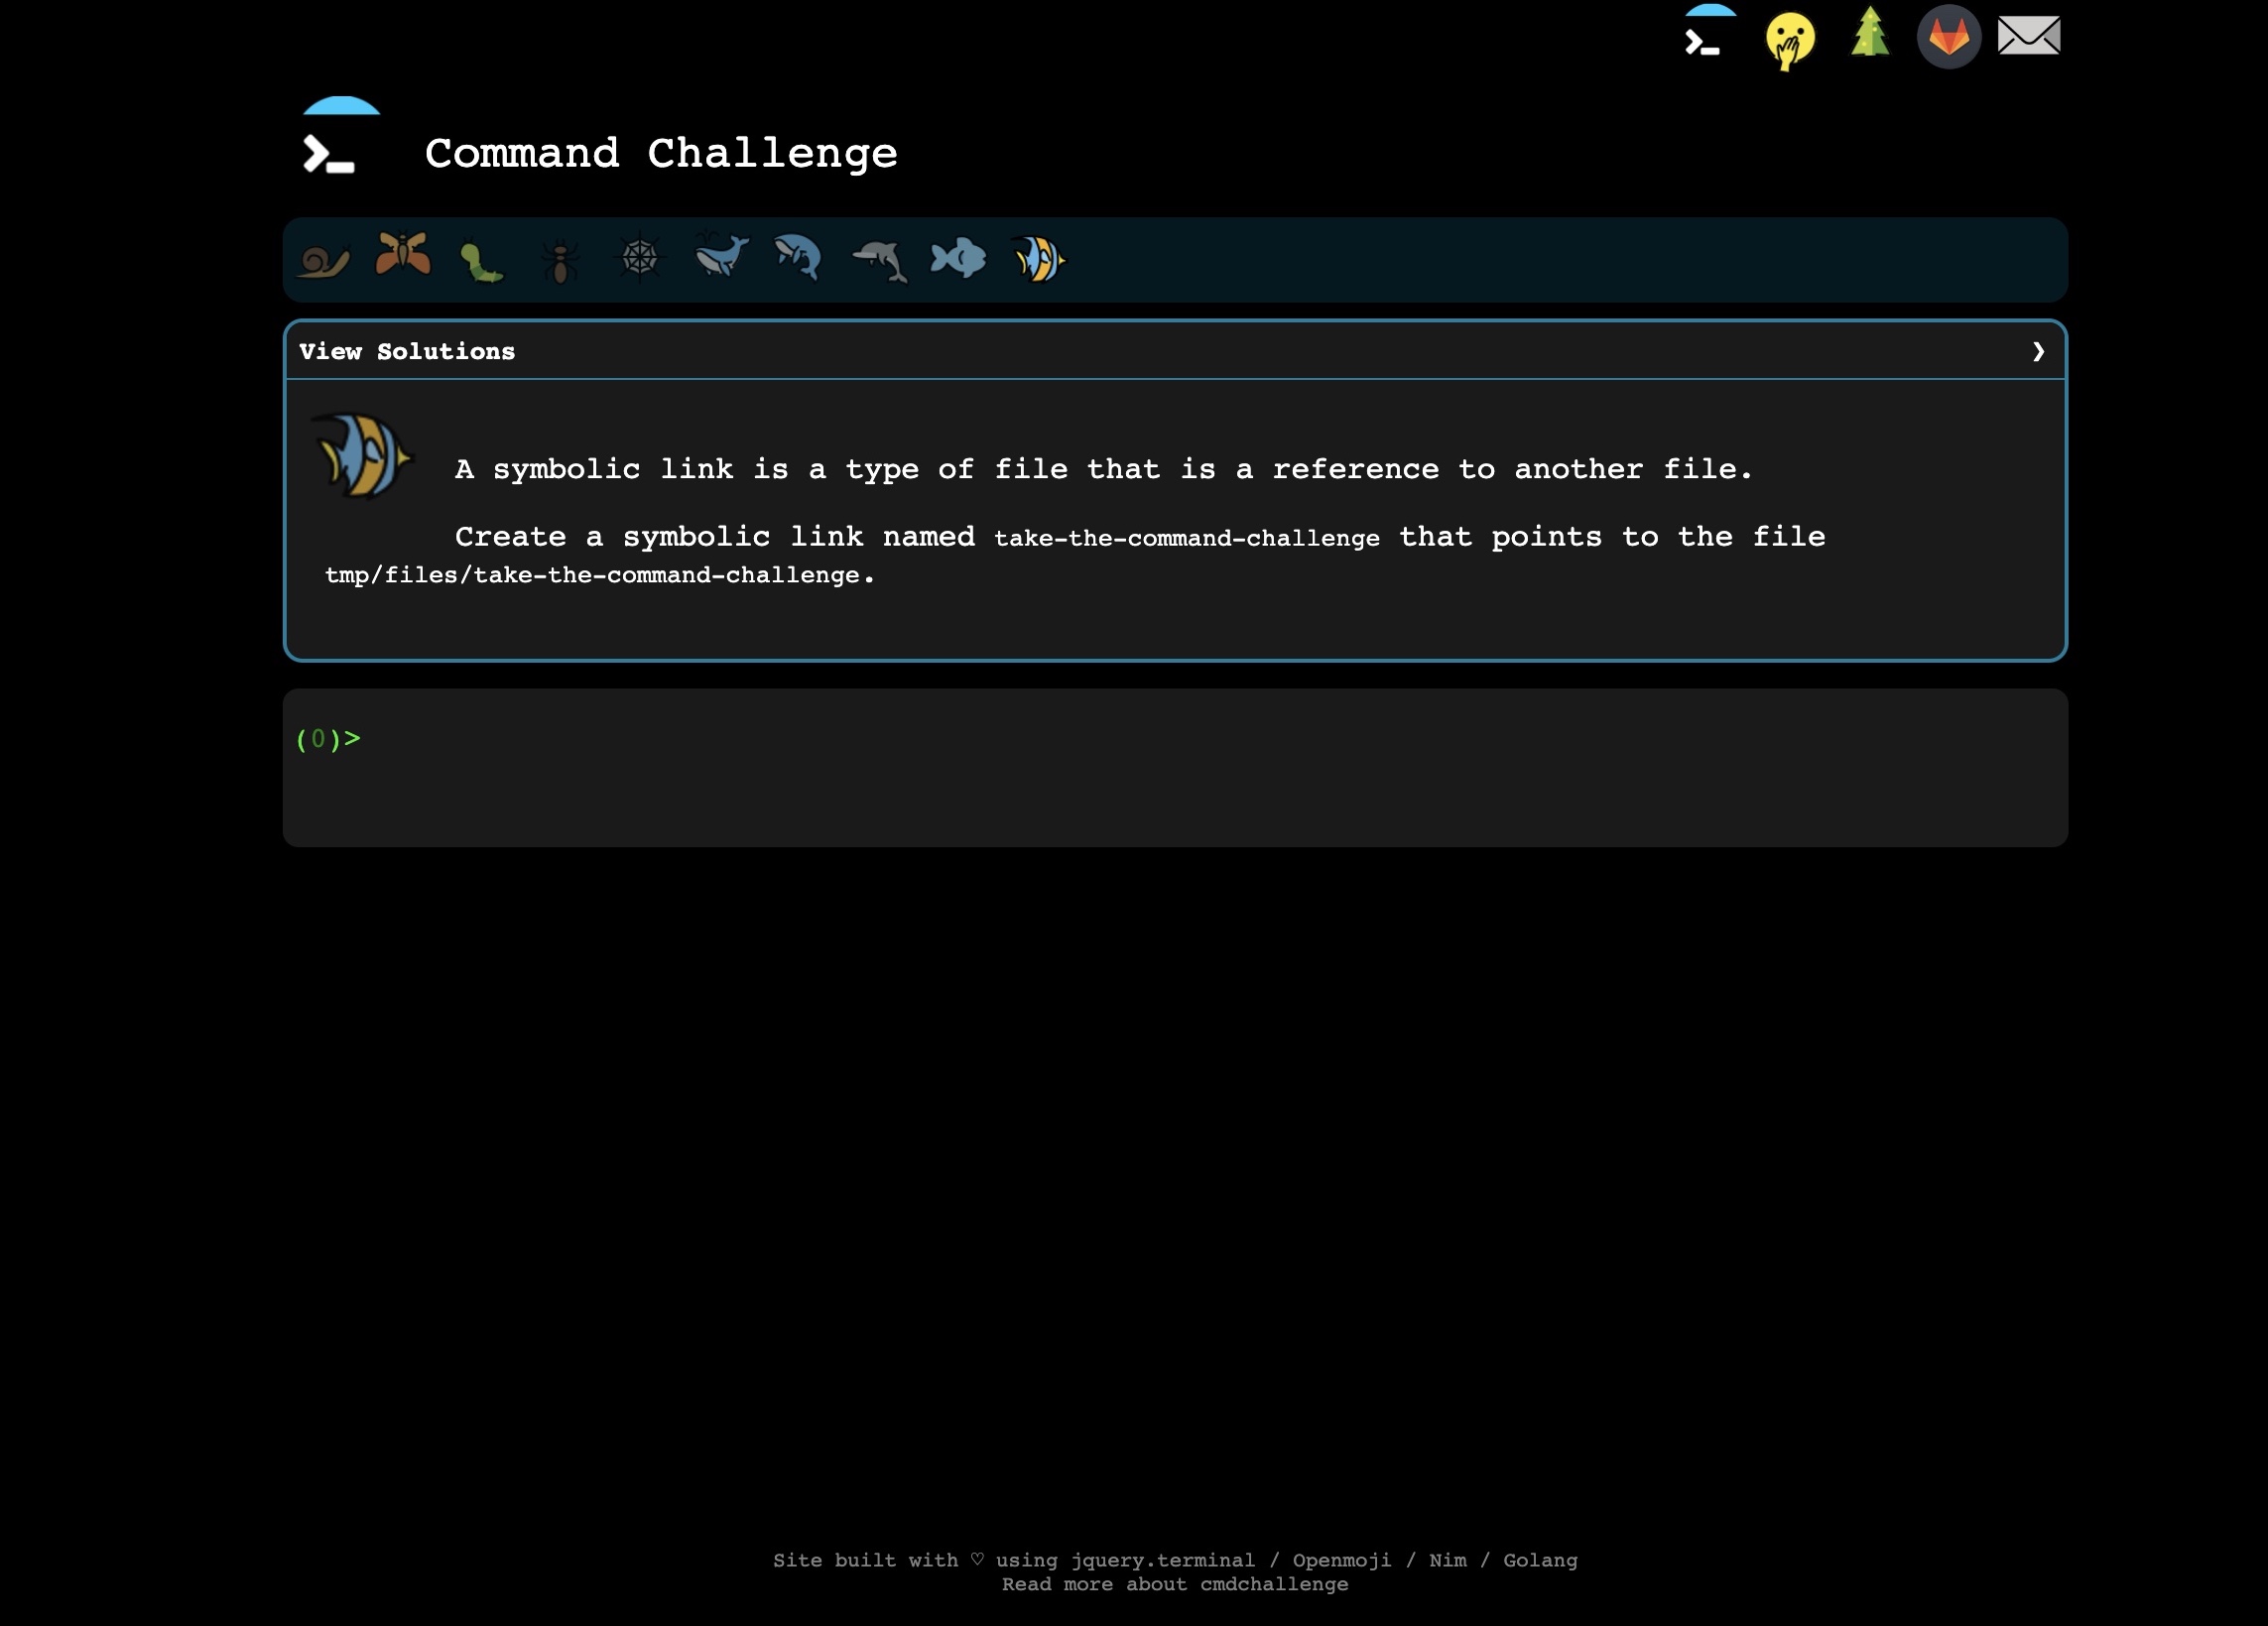 Command Challenge
View Solutions ❯
A symbolic link is a type of file that is a reference to another file.
Create a symbolic link named take-the-command-challenge that points to the file
tmp/files/take-the-command-challenge.
(0)>
Site built with ♡ using jquery.terminal / Openmoji / Nim / Golang
Read more about cmdchallenge